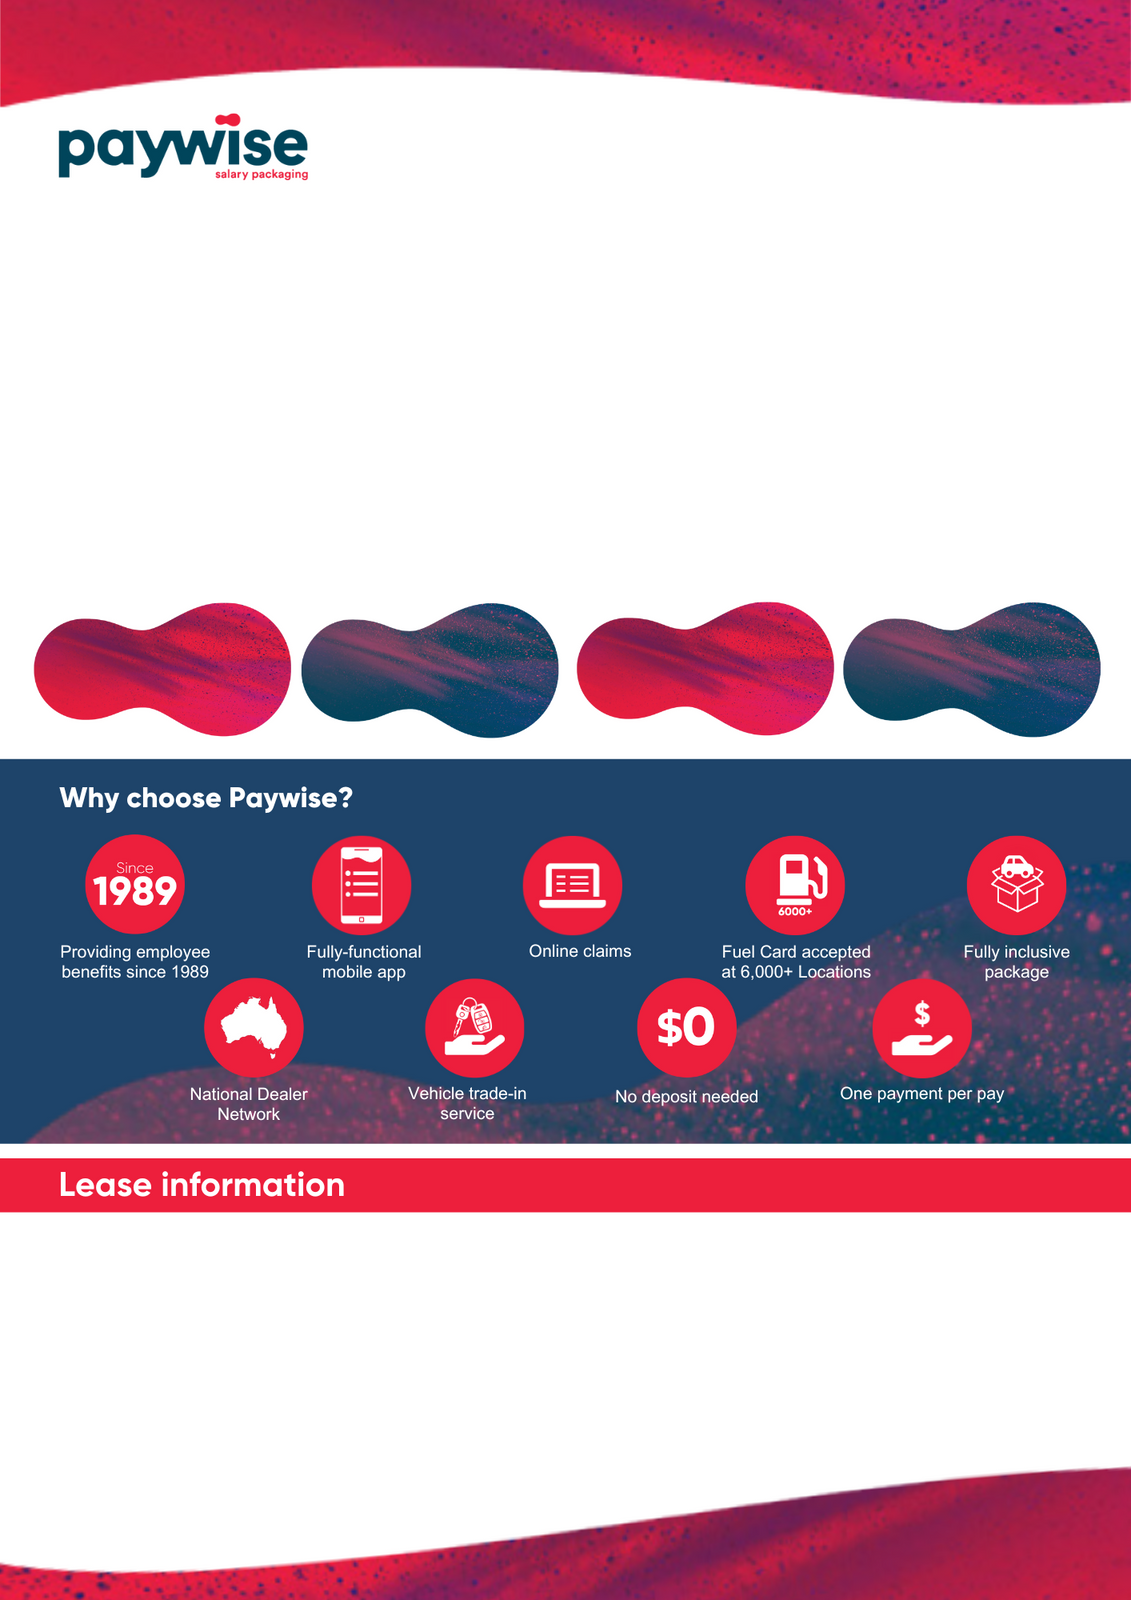 paywise
salary packaging
Why choose Paywise?
Since
1989
6000+
Providing employee
benefits since 1989
Fully-functional
mobile app
Online claims
Fuel Card accepted
at 6,000+ Locations
Fully inclusive
package
$0
$
National Dealer
Network
Vehicle trade-in
service
No deposit needed
One payment per pay
Lease information